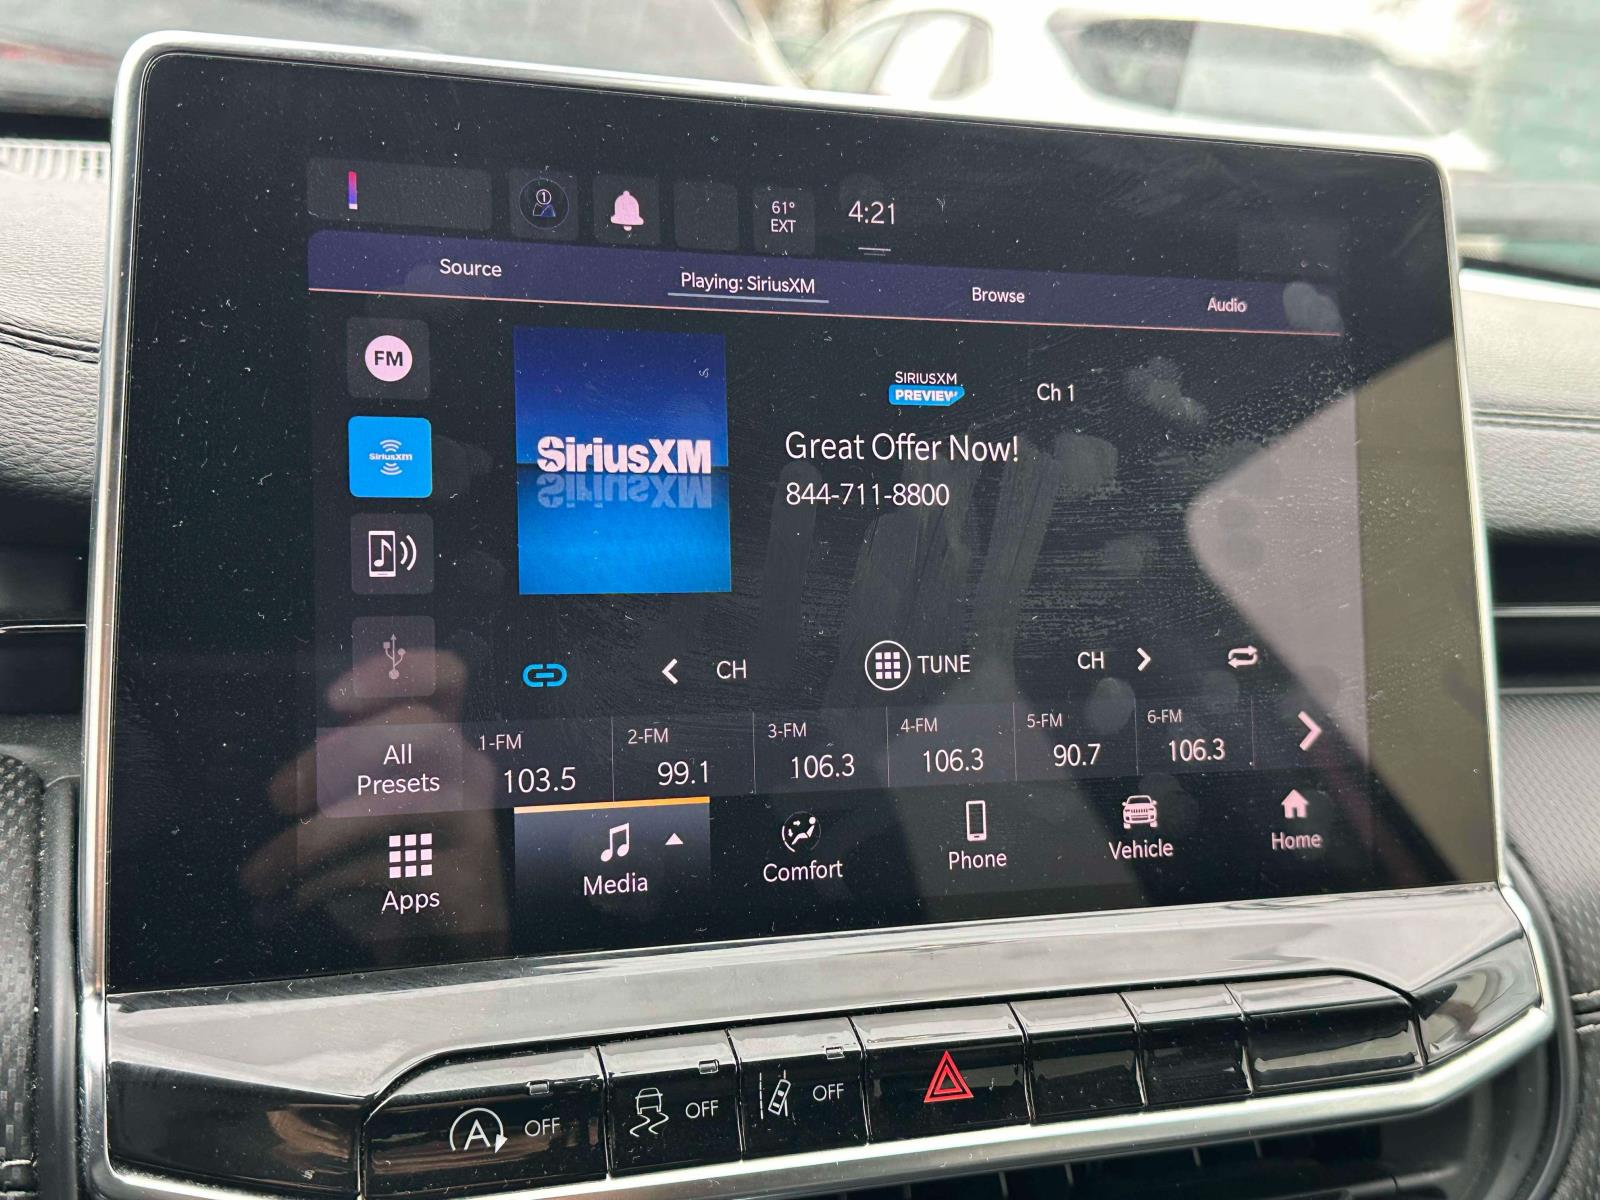 1
61°
EXT
4:21
Source
Playing: SiriusXM
Browse
Audio
FM
SiriusXM
SiriusXM
SIRIUSXM
PREVIEW
Ch 1
Great Offer Now!
844-711-8800
CH
TUNE
CH
All
Presets
1-FM
103.5
2-FM
99.1
3-FM
106.3
4-FM
106.3
5-FM
90.7
6-FM
106.3
Apps
Media
Comfort
Phone
Vehicle
Home
A OFF
OFF
OFF